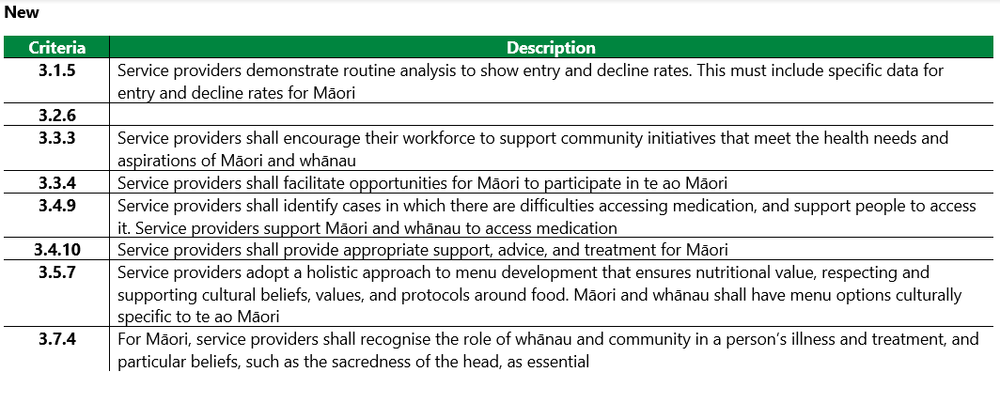 New
Criteria Description
3.1.5 Service providers demonstrate routine analysis to show entry and decline rates. This must include specific data for
entry and decline rates for Māori
3.2.6
3.3.3 Service providers shall encourage their workforce to support community initiatives that meet the health needs and
aspirations of Māori and whānau
3.3.4 Service providers shall facilitate opportunities for Māori to participate in te ao Māori
3.4.9 Service providers shall identify cases in which there are difficulties accessing medication, and support people to access
it. Service providers support Māori and whānau to access medication
3.4.10 Service providers shall provide appropriate support, advice, and treatment for Māori
3.5.7 Service providers adopt a holistic approach to menu development that ensures nutritional value, respecting and
supporting cultural beliefs, values, and protocols around food. Māori and whānau shall have menu options culturally
specific to te ao Māori
3.7.4 For Māori, service providers shall recognise the role of whānau and community in a person’s illness and treatment, and
particular beliefs, such as the sacredness of the head, as essential